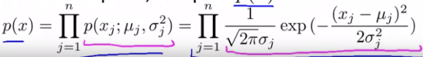 p(x) = ∏_{j=1}^{n} p(x_j; μ_j, σ_j^2) = ∏_{j=1}^{n} \frac{1}{\sqrt{2π}σ_j} exp (-\frac{(x_j - μ_j)^2}{2σ_j^2})